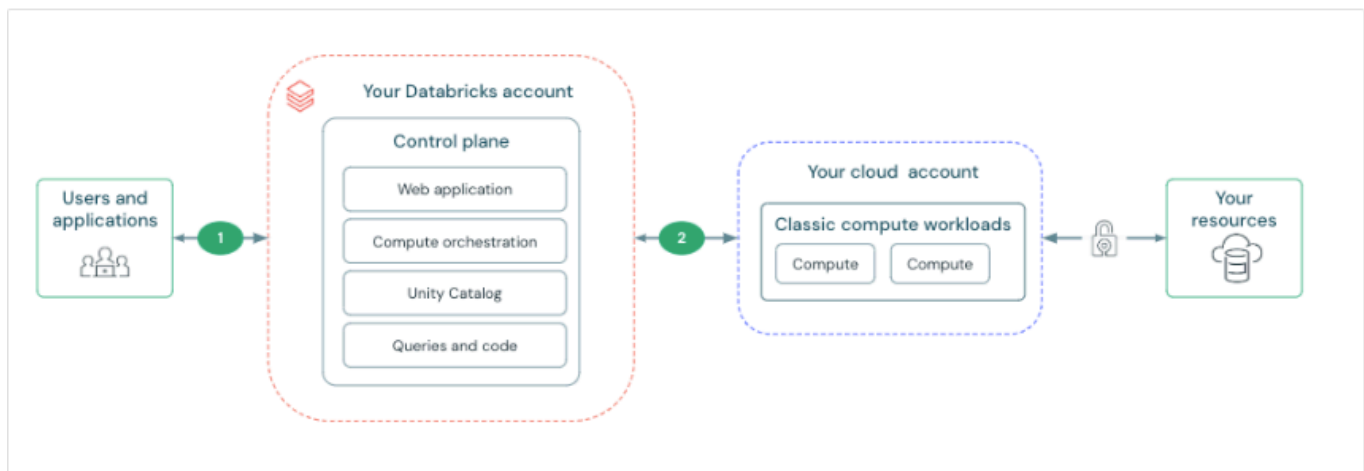 Your Databricks account
Control plane
Web application
Compute orchestration
Unity Catalog
Queries and code
Users and
applications
1
2
Your cloud account
Classic compute workloads
Compute
Compute
Your
resources